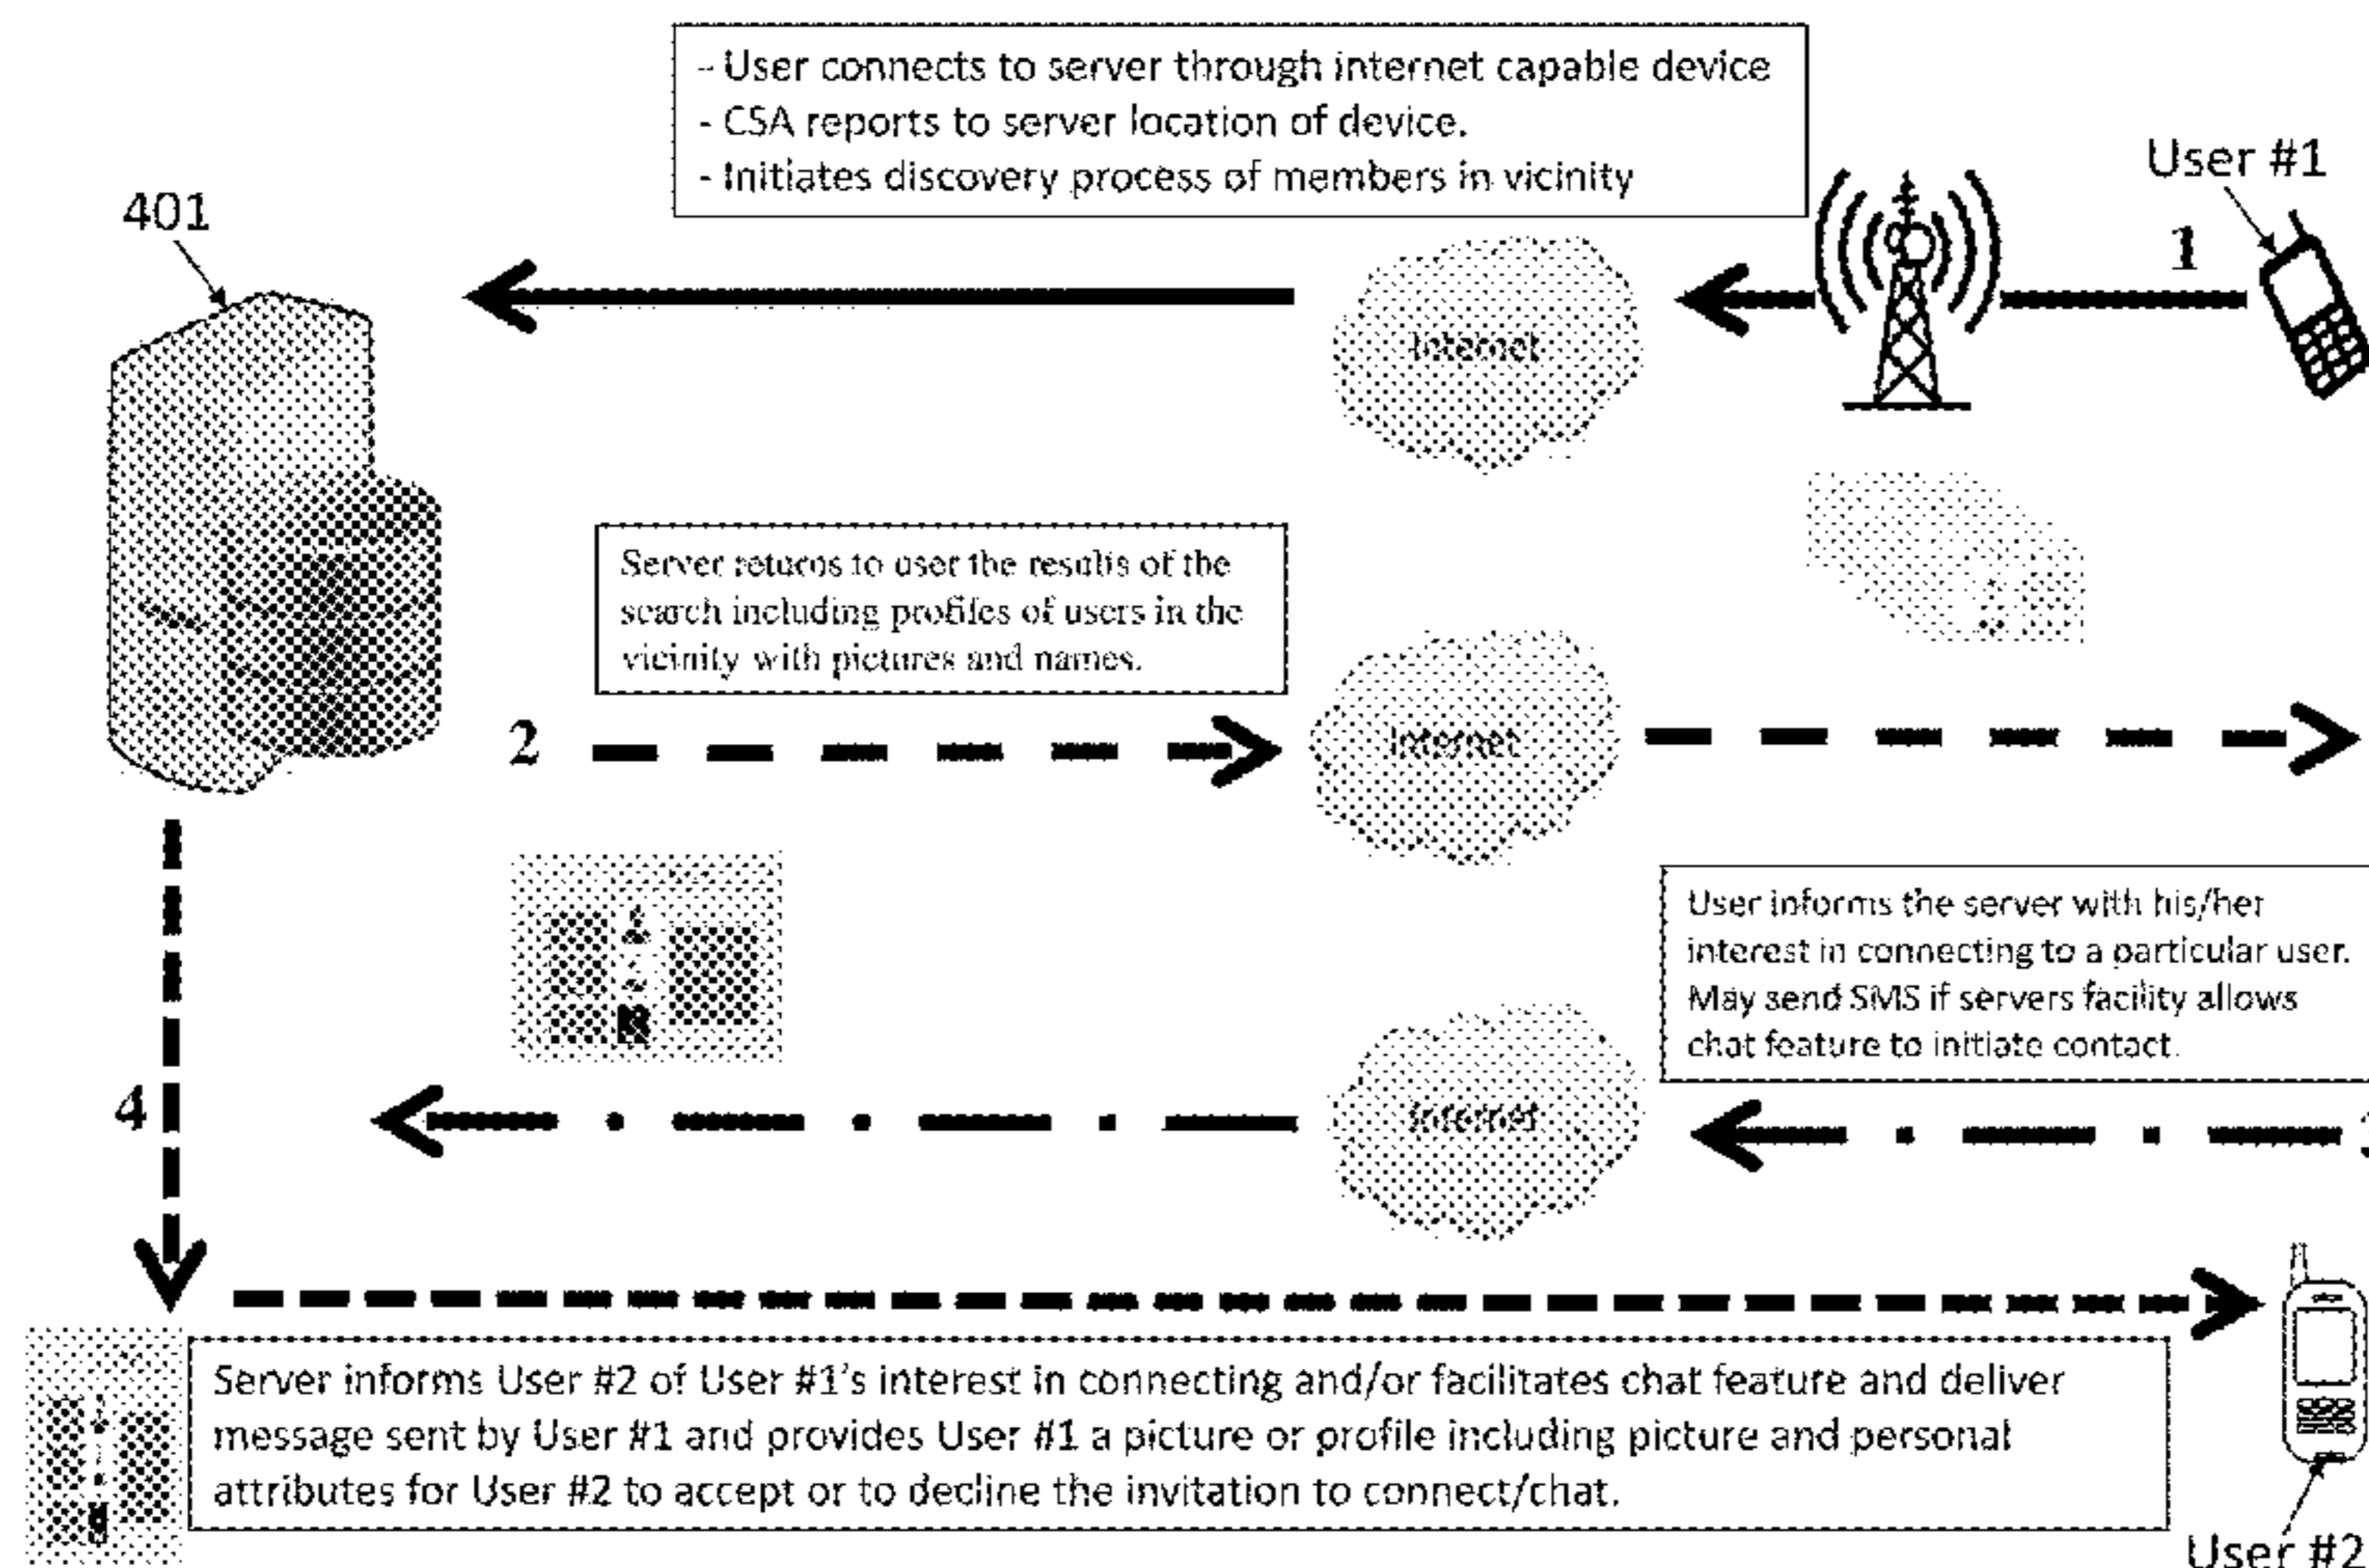 - User connects to server through internet capable device
- CSA reports to server location of device.
- Initiates discovery process of members in vicinity
User #1
401
1
Internet
Server returns to user the results of the
search including profiles of users in the
vicinity with pictures and names.
2
Internet
User informs the server with his/her
interest in connecting to a particular user.
May send SMS if servers facility allows
chat feature to initiate contact.
4
Internet
Server informs User #2 of User #1's interest in connecting and/or facilitates chat feature and deliver
message sent by User #1 and provides User #1 a picture or profile including picture and personal
attributes for User #2 to accept or to decline the invitation to connect/chat.
User #2